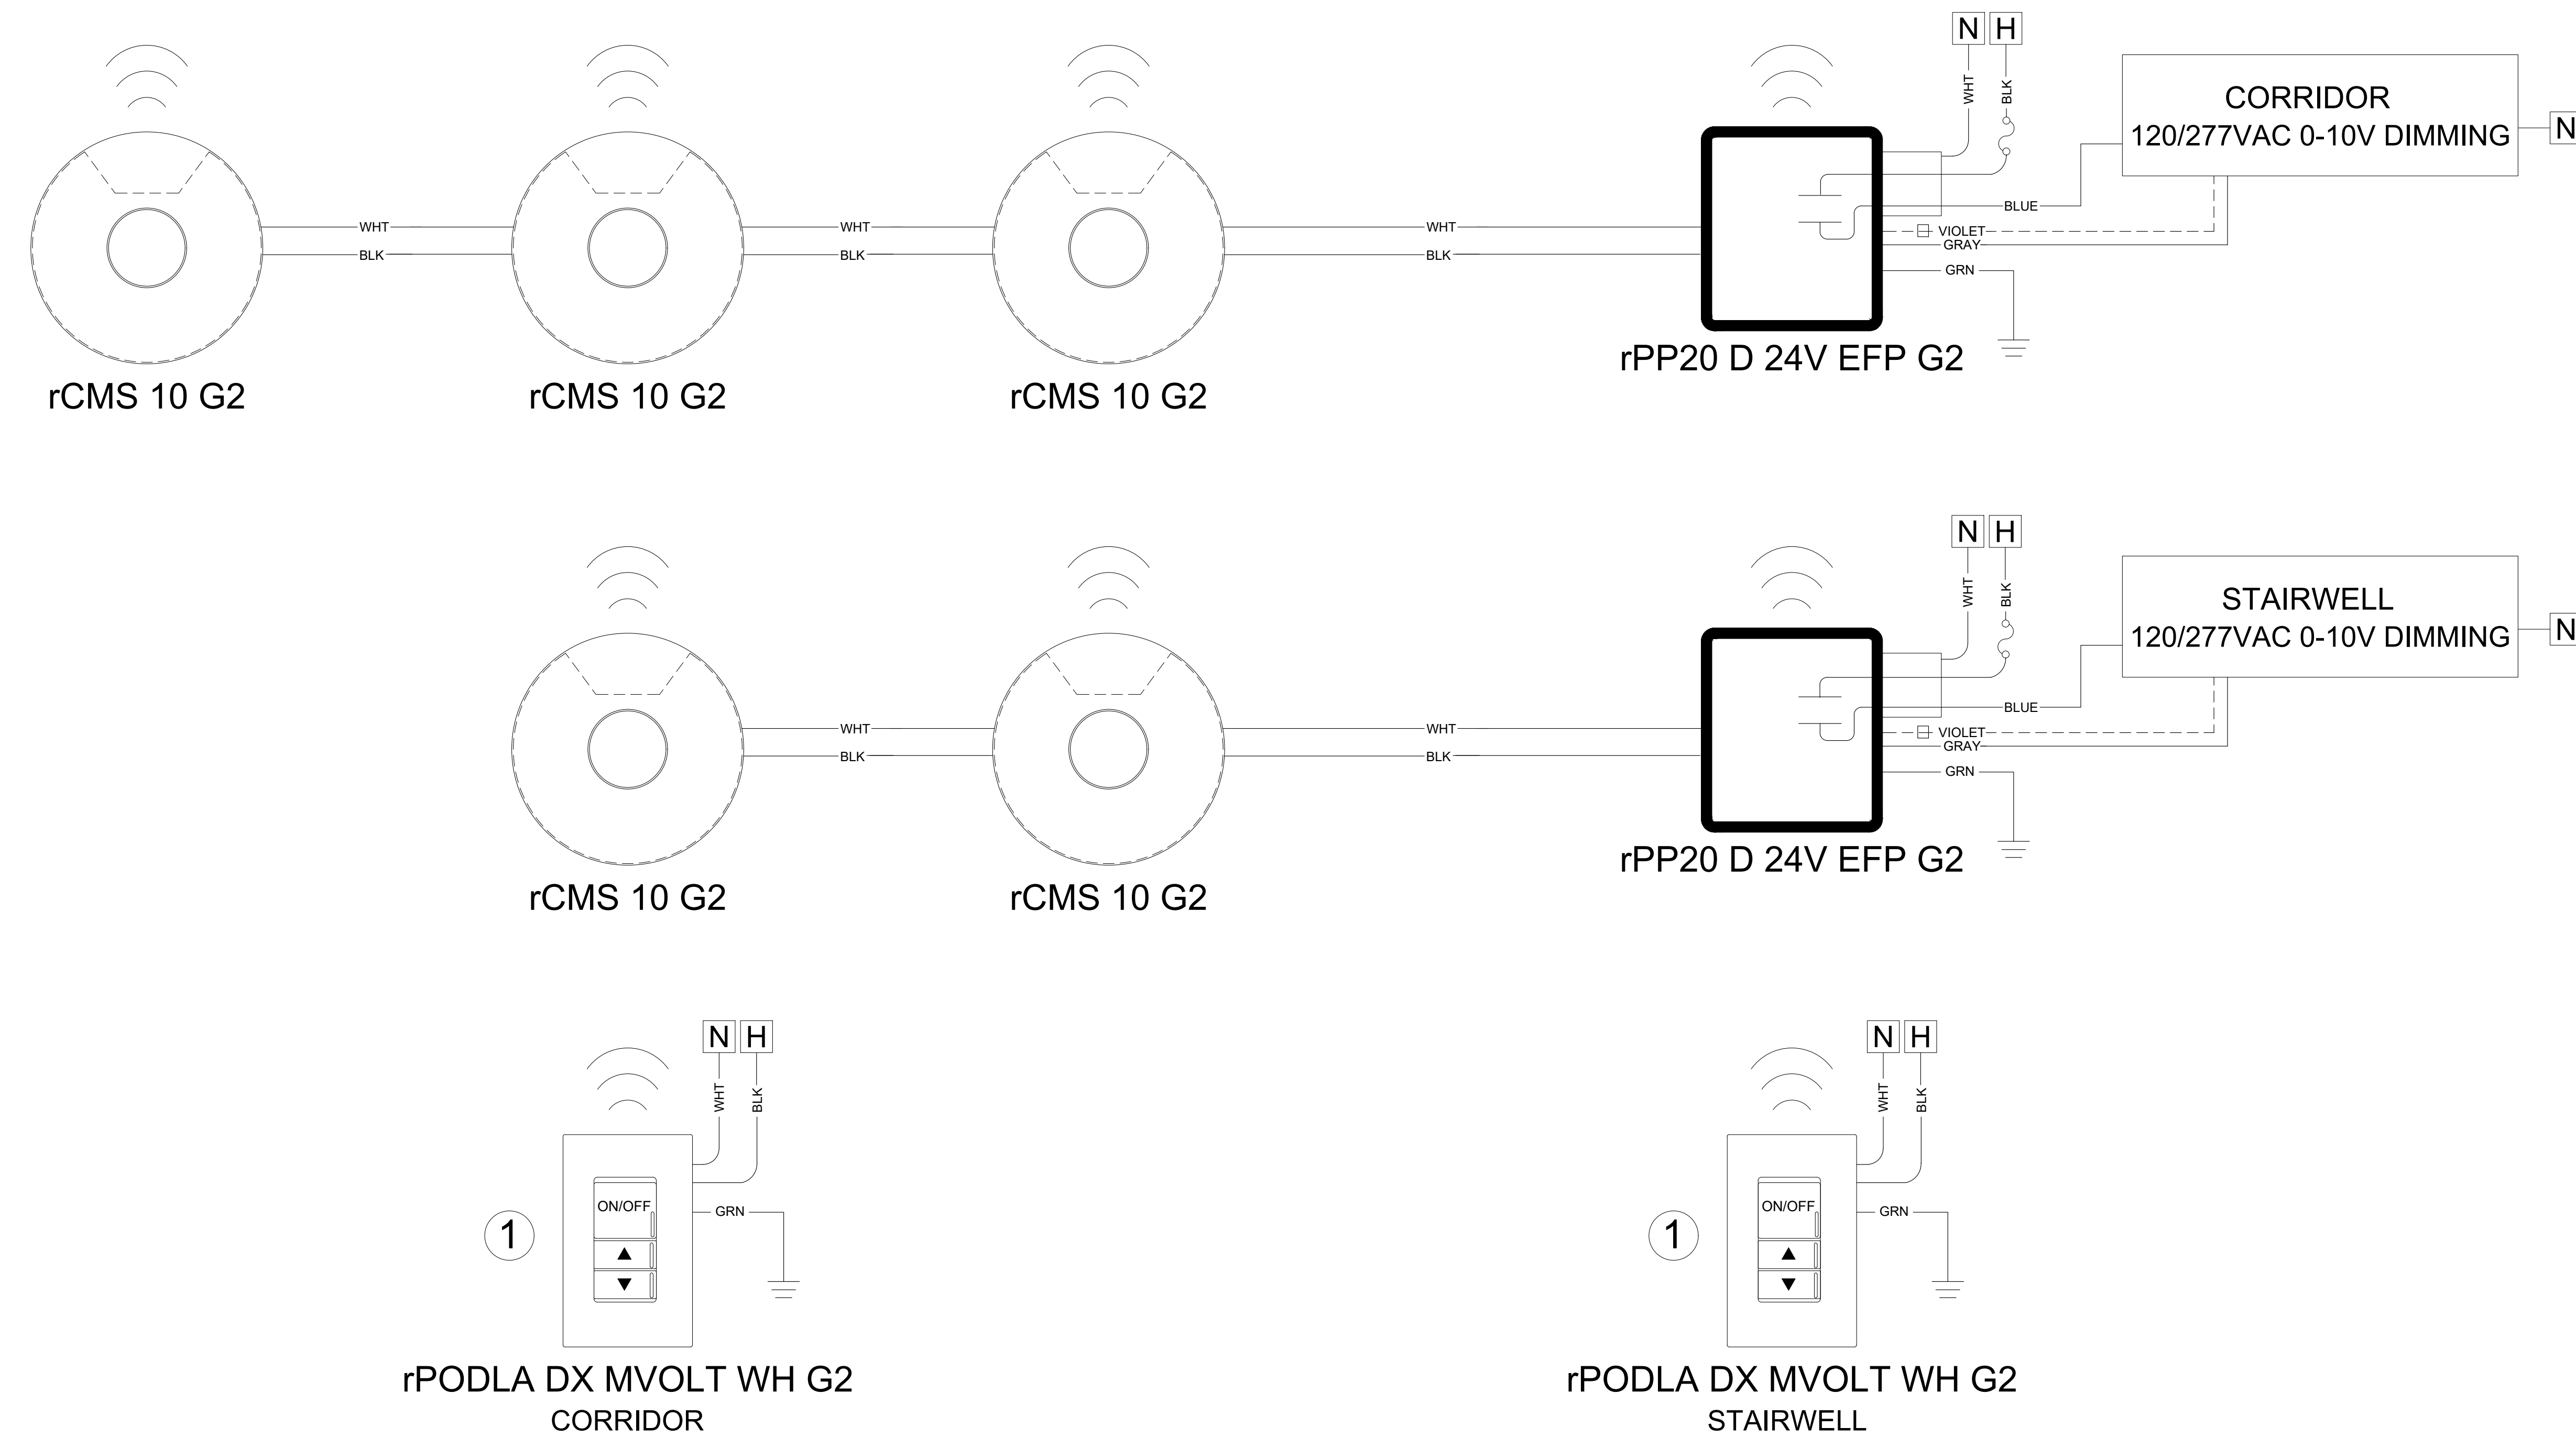 N H
WHT
BLK
CORRIDOR
120/277VAC 0-10V DIMMING
N
BLUE
VIOLET
GRAY
GRN
WHT
BLK
WHT
BLK
WHT
BLK
rPP20 D 24V EFP G2
rCMS 10 G2
rCMS 10 G2
rCMS 10 G2
N H
WHT
BLK
STAIRWELL
120/277VAC 0-10V DIMMING
N
BLUE
VIOLET
GRAY
GRN
WHT
BLK
WHT
BLK
rPP20 D 24V EFP G2
rCMS 10 G2
rCMS 10 G2
N H
WHT
BLK
ON/OFF
GRN
1
rPODLA DX MVOLT WH G2
CORRIDOR
N H
WHT
BLK
ON/OFF
GRN
1
rPODLA DX MVOLT WH G2
STAIRWELL